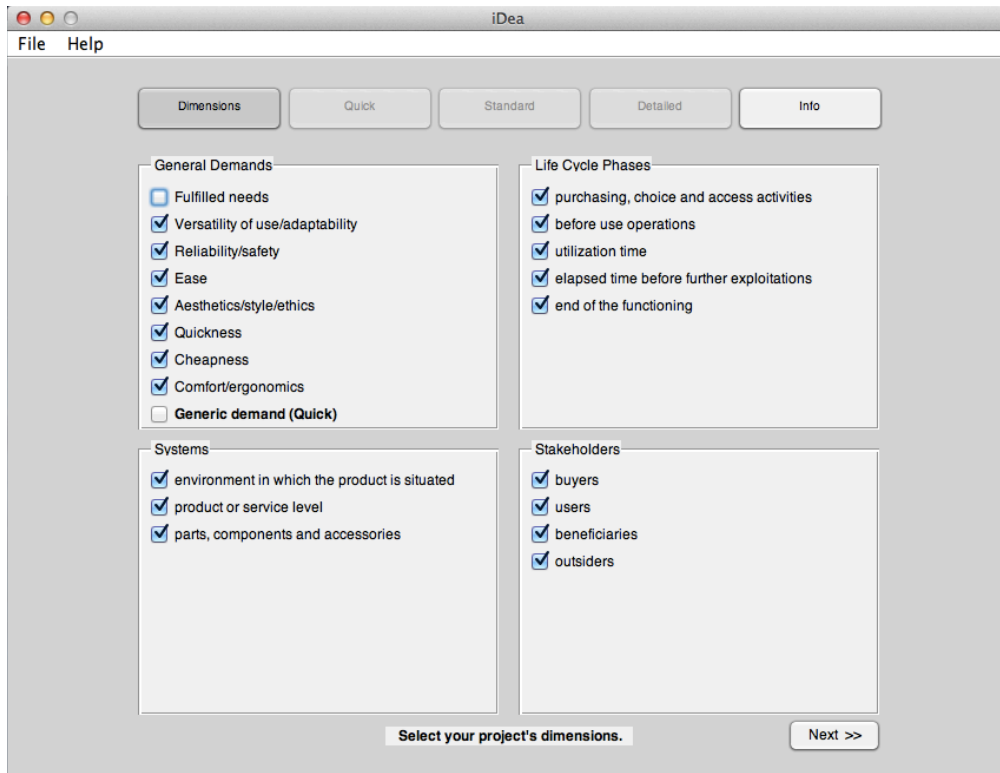 iDea
File Help
Dimensions Quick Standard Detailed Info
General Demands
Fulfilled needs
Versatility of use/adaptability
Reliability/safety
Ease
Aesthetics/style/ethics
Quickness
Cheapness
Comfort/ergonomics
Generic demand (Quick)
Life Cycle Phases
purchasing, choice and access activities
before use operations
utilization time
elapsed time before further exploitations
end of the functioning
Systems
environment in which the product is situated
product or service level
parts, components and accessories
Stakeholders
buyers
users
beneficiaries
outsiders
Select your project's dimensions.
Next >>